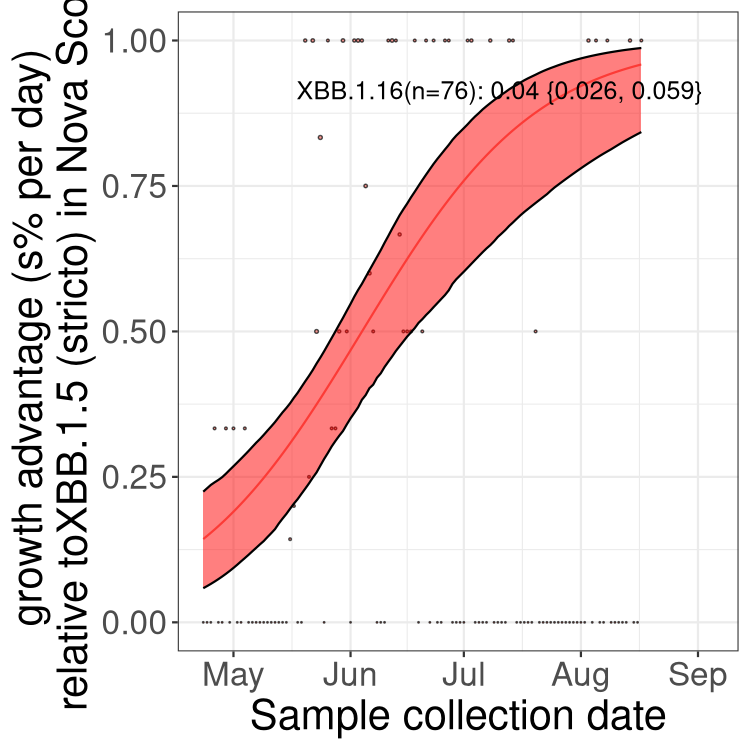 growth advantage (s% per day)
relative toXBB.1.5 (stricto) in Nova Sco
1.00
0.75
0.50
0.25
0.00
XBB.1.16(n=76): 0.04 {0.026, 0.059}
May Jun Jul Aug Sep
Sample collection date